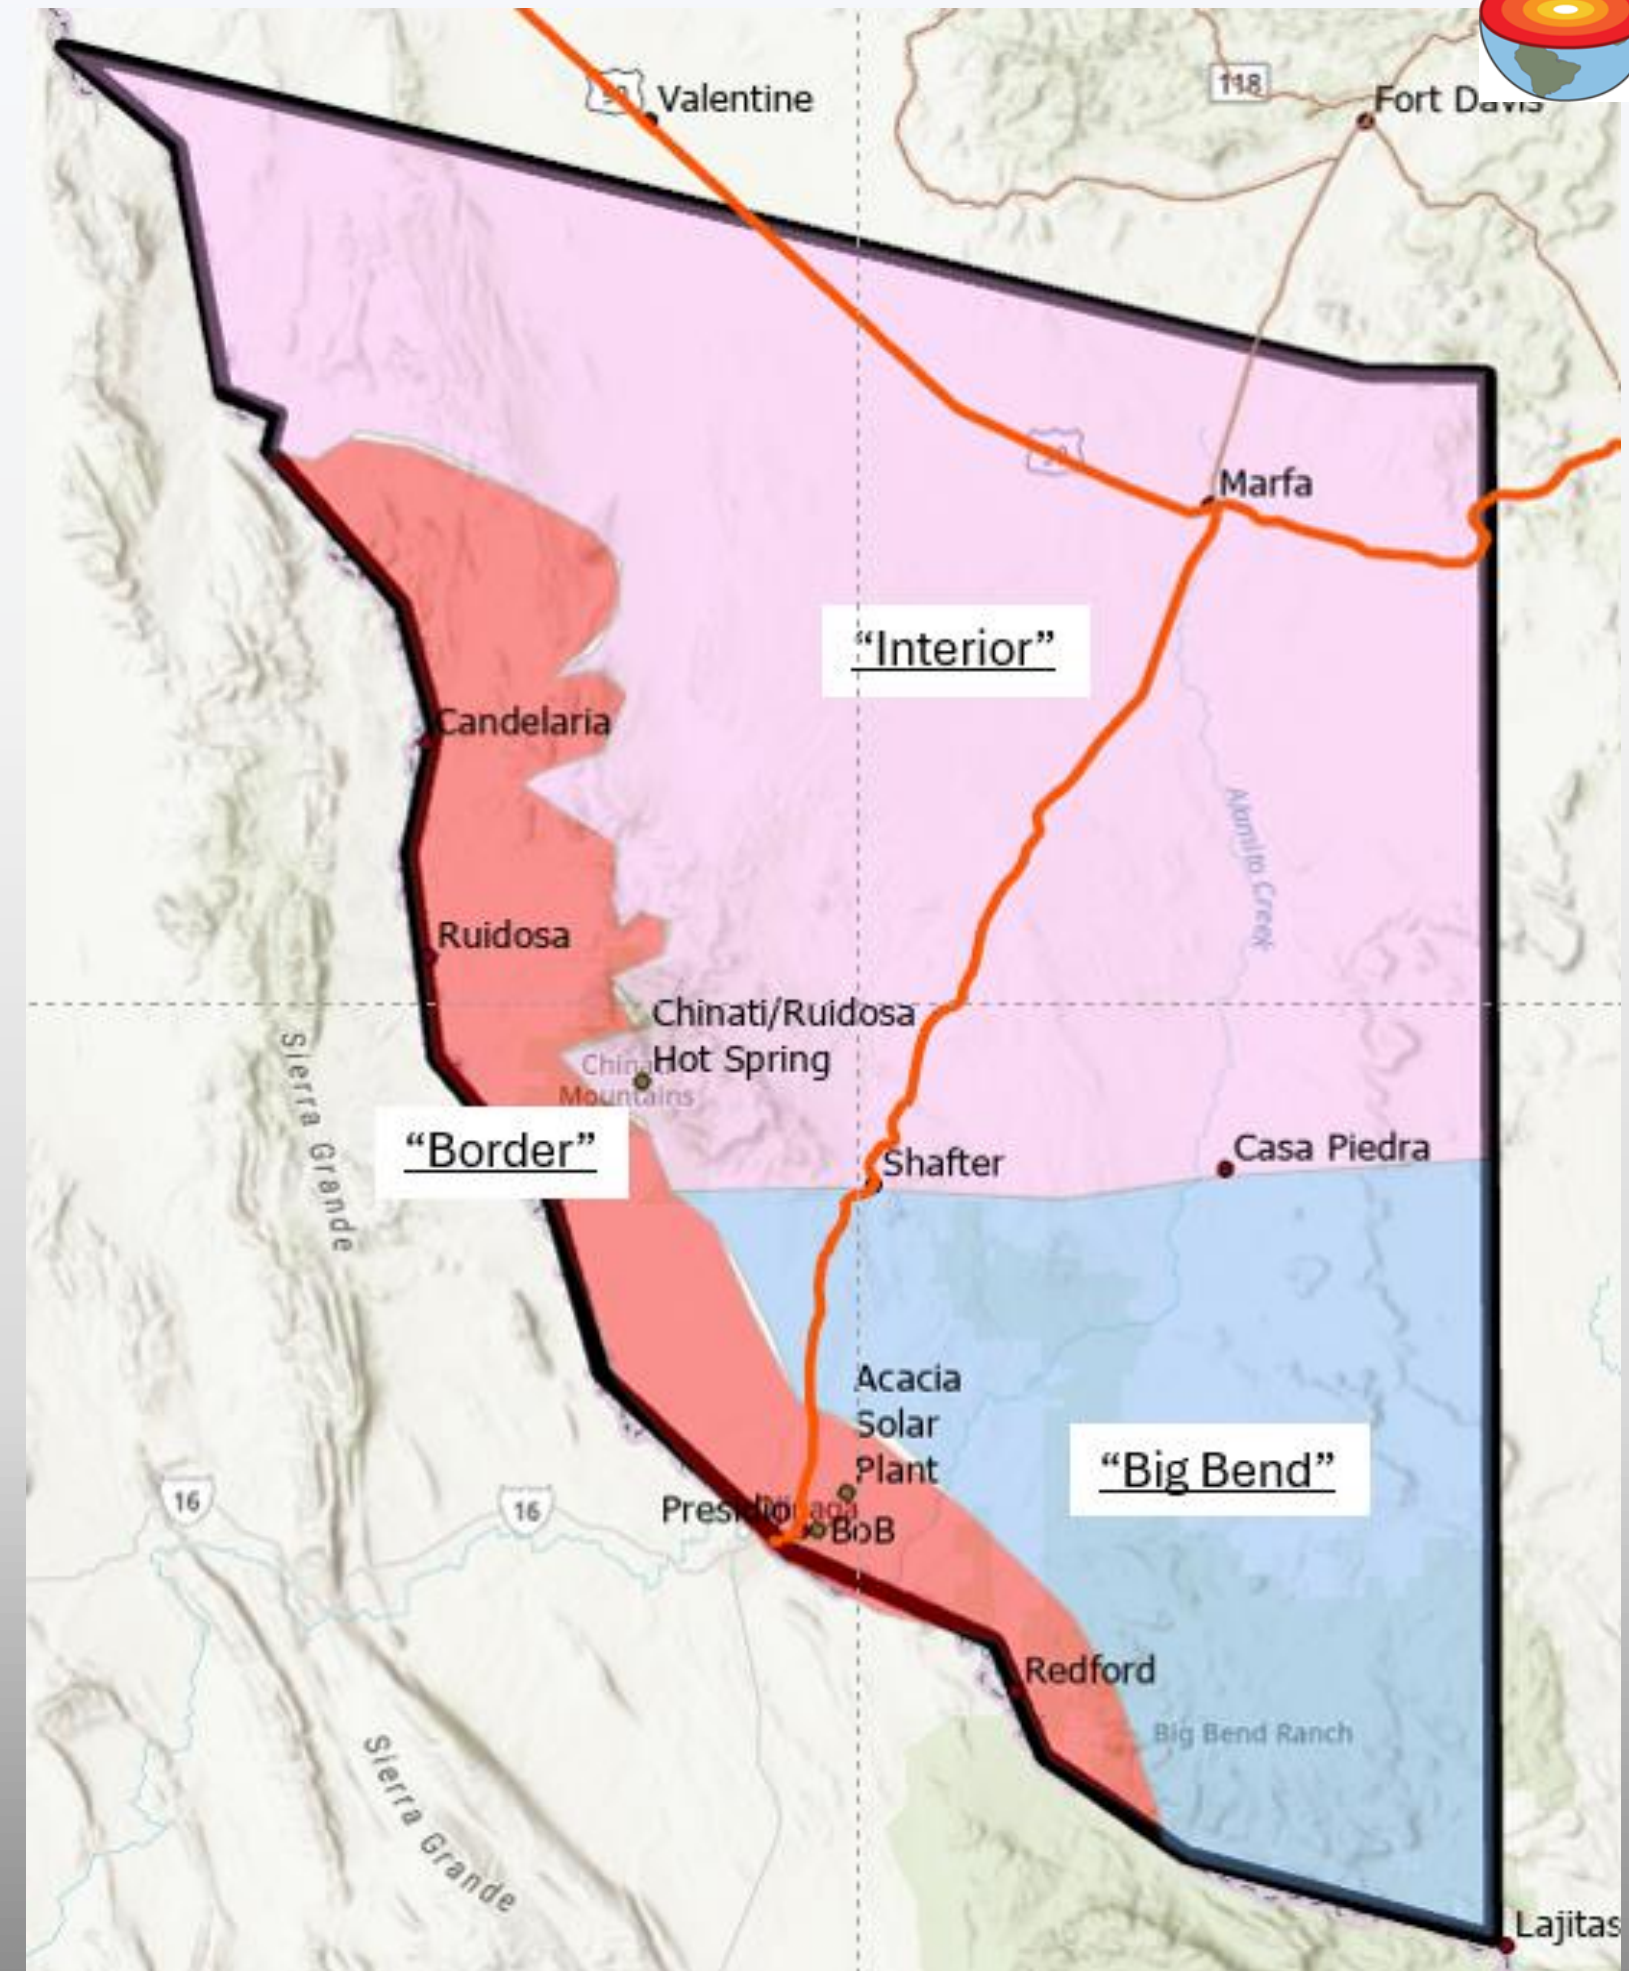 Valentine
118
Fort Davis
Marfa
“Interior”
Candelaria
Alamito Creek
Ruidosa
Chinati/Ruidosa
Hot Spring
Mountains
Sierra Grande
“Border”
Shafter
Casa Piedra
Acacia
Solar
Plant
“Big Bend”
16
16
Presidio
BoB
Redford
Big Bend Ranch
Sierra Grande
Lajitas